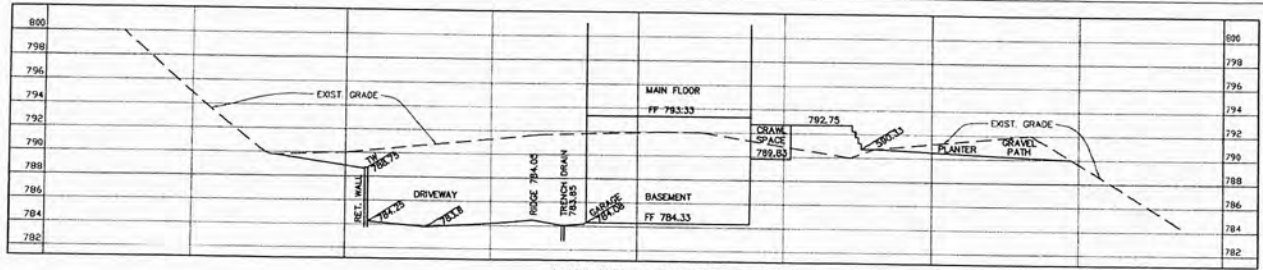 800
798
796
794
792
790
788
786
784
782
EXIST. GRADE
TW
788.75
RET. WALL
784.25
DRIVEWAY
783.8
RIDGE 784.05
TRENCH DRAIN
783.85
GARAGE
784.08
MAIN FLOOR
FF 793.33
BASEMENT
FF 784.33
CRAWL
SPACE
789.83
792.75
590.33
PLANTER
EXIST. GRADE
GRAVEL
PATH
800
798
796
794
792
790
788
786
784
782